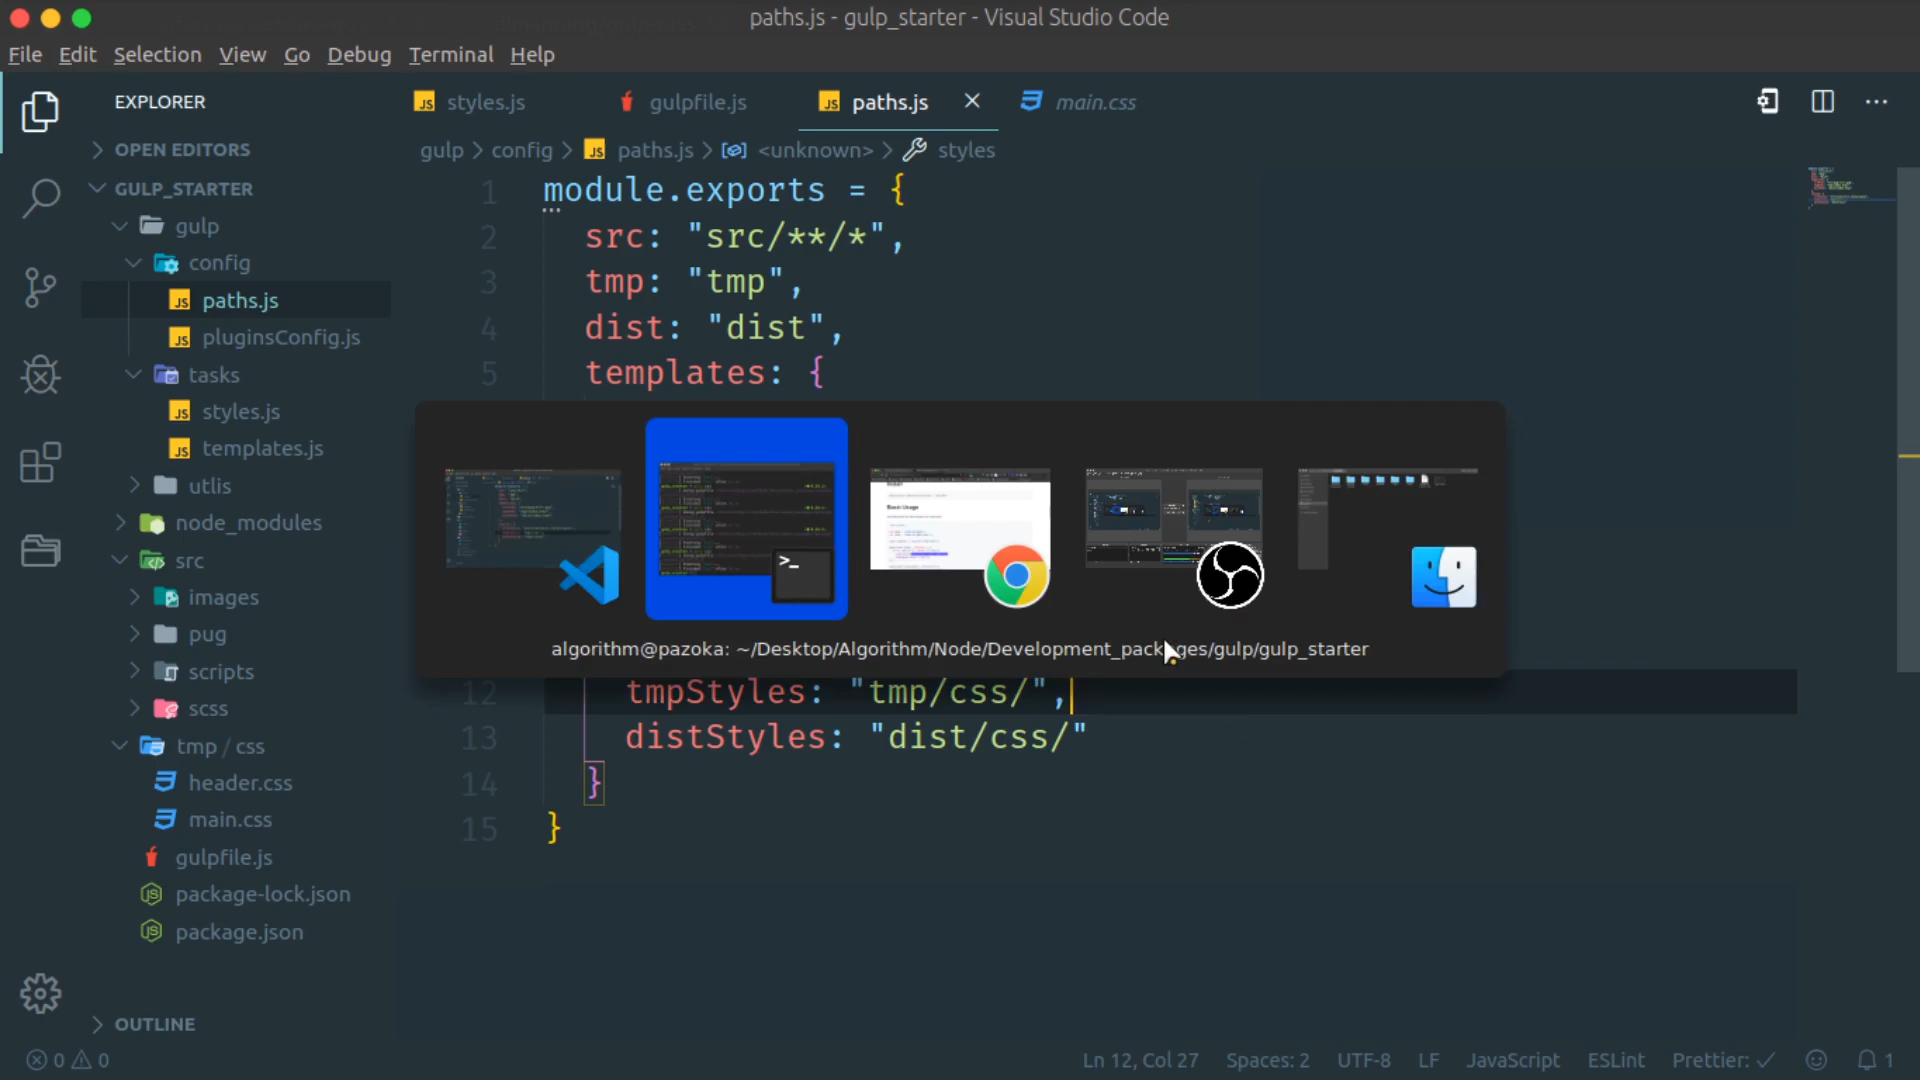 paths.js - gulp_starter - Visual Studio Code
File Edit Selection View Go Debug Terminal Help
EXPLORER
OPEN EDITORS
GULP_STARTER
gulp
config
paths.js
pluginsConfig.js
tasks
styles.js
templates.js
utlis
node_modules
src
images
pug
scripts
scss
tmp / css
header.css
main.css
gulpfile.js
package-lock.json
package.json
OUTLINE
styles.js gulpfile.js paths.js main.css
gulp > config > paths.js > <unknown> > styles
1 module.exports = {
2 src: "src/**/*",
3 tmp: "tmp",
4 dist: "dist",
5 templates: {
algorithm@pazoka: ~/Desktop/Algorithm/Node/Development_packages/gulp/gulp_starter
12 tmpStyles: "tmp/css/",
13 distStyles: "dist/css/"
14 }
15 }
0 0 Ln 12, Col 27 Spaces: 2 UTF-8 LF JavaScript ESLint Prettier: ✓ 1